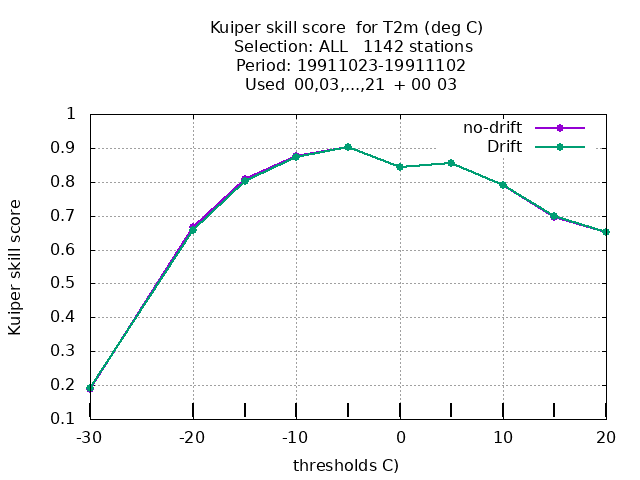 Kuiper skill score  for T2m (deg C)
Selection: ALL   1142 stations
Period: 19911023-19911102
Used  00,03,...,21  + 00 03
no-drift
Drift
Kuiper skill score
1
0.9
0.8
0.7
0.6
0.5
0.4
0.3
0.2
0.1
-30 -20 -10 0 10 20
thresholds C)